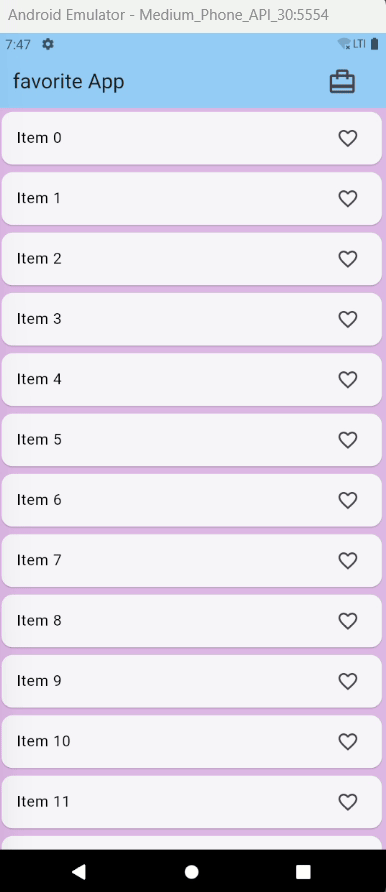 Android Emulator - Medium_Phone_API_30:5554
7:47 LTI
favorite App
Item 0
Item 1
Item 2
Item 3
Item 4
Item 5
Item 6
Item 7
Item 8
Item 9
Item 10
Item 11